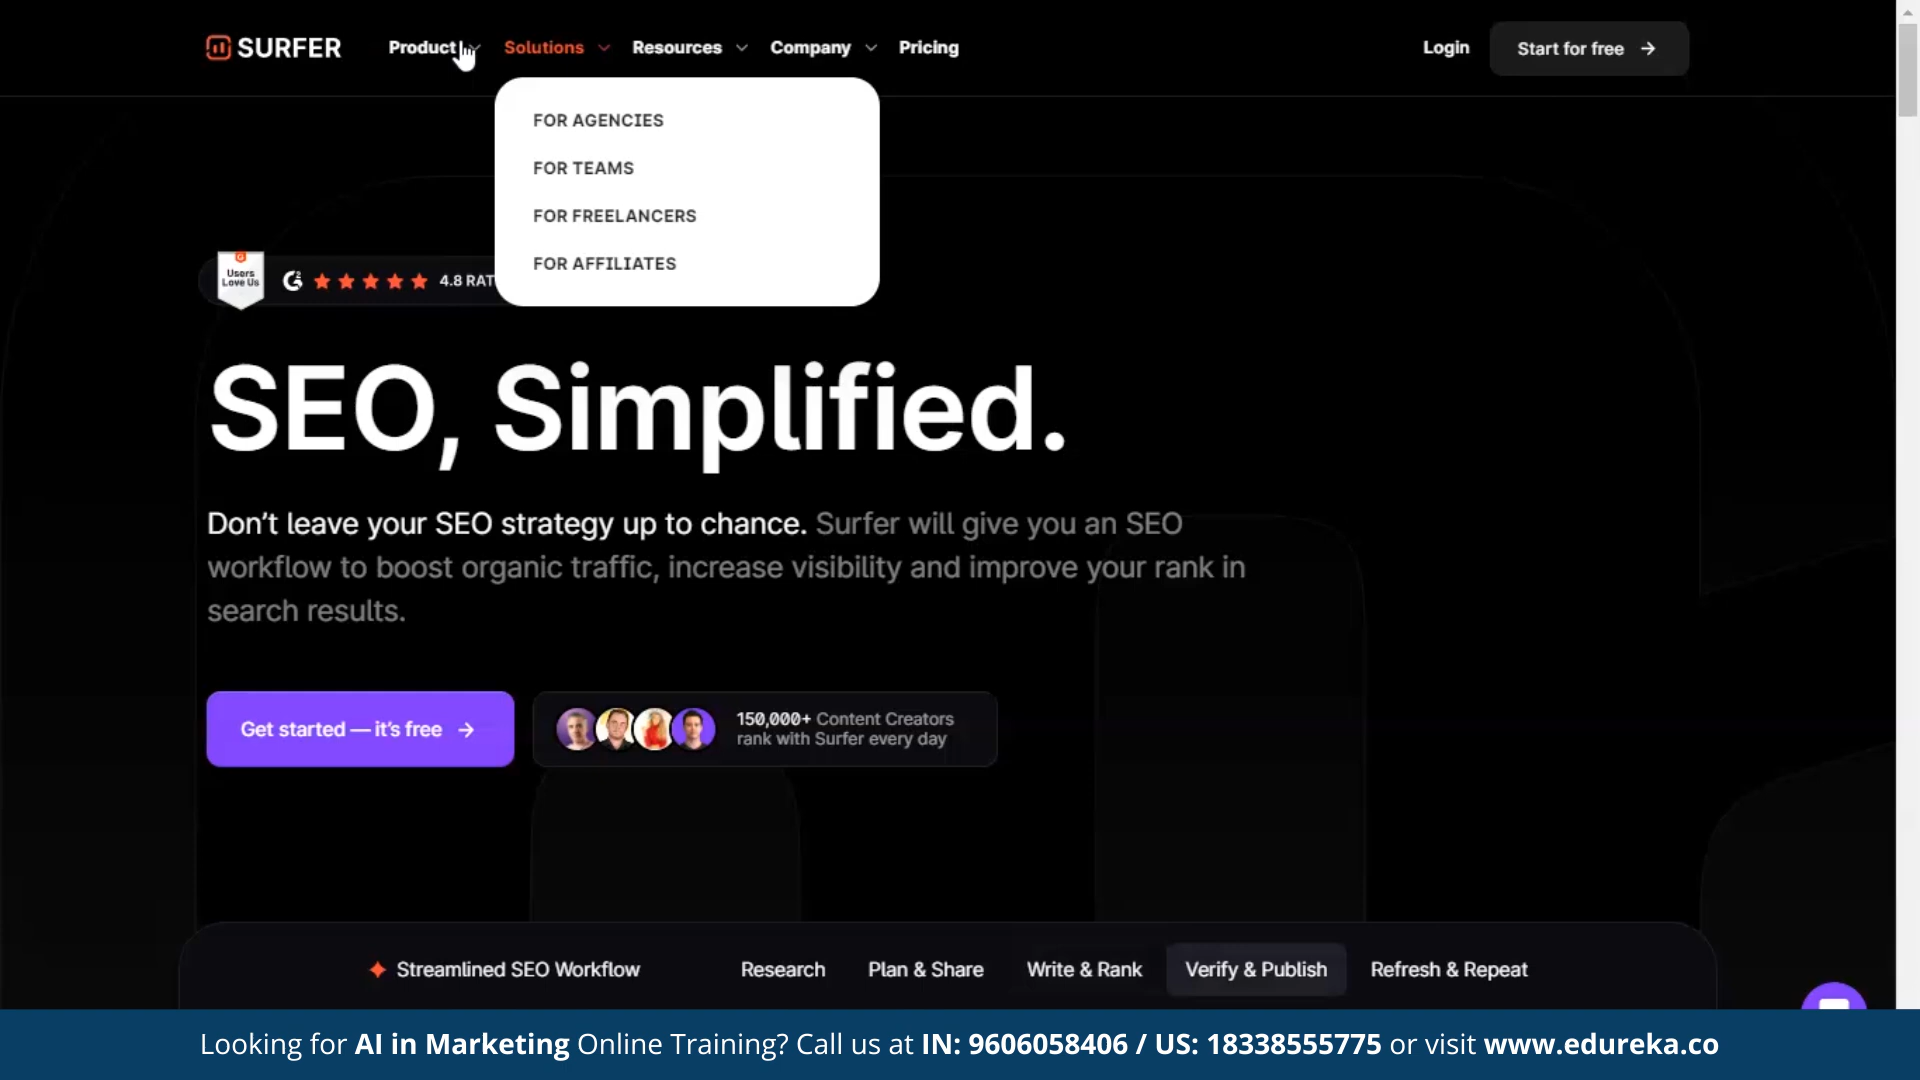 SURFER Product Solutions Resources Company Pricing Login Start for free
FOR AGENCIES
FOR TEAMS
FOR FREELANCERS
FOR AFFILIATES
Users
Love Us
4.8 RAT
SEO, Simplified.
Don’t leave your SEO strategy up to chance. Surfer will give you an SEO
workflow to boost organic traffic, increase visibility and improve your rank in
search results.
Get started — it’s free
150,000+ Content Creators
rank with Surfer every day
Streamlined SEO Workflow Research Plan & Share Write & Rank Verify & Publish Refresh & Repeat
Looking for AI in Marketing Online Training? Call us at IN: 9606058406 / US: 18338555775 or visit www.edureka.co